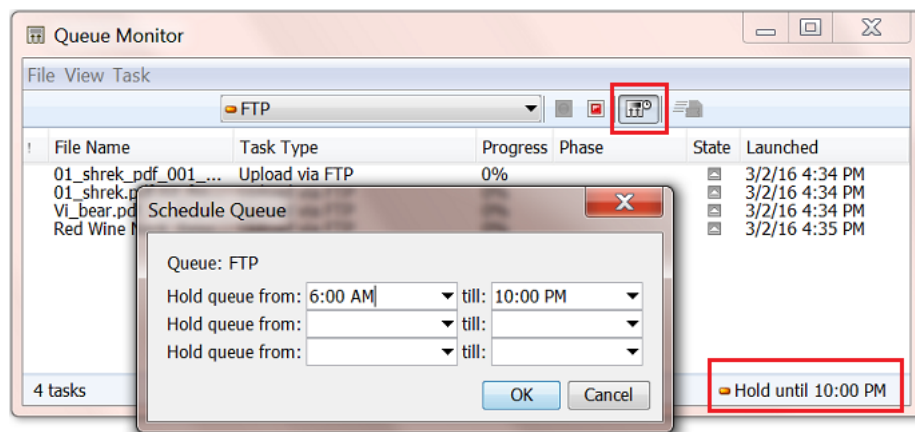 Queue Monitor
File View Task
FTP
! File Name Task Type Progress Phase State Launched
01_shrek_pdf_001_... Upload via FTP 0% 3/2/16 4:34 PM
01_shrek.p 3/2/16 4:34 PM
Vi_bear.pd 3/2/16 4:34 PM
Red Wine 3/2/16 4:35 PM
Schedule Queue
Queue: FTP
Hold queue from: 6:00 AM till: 10:00 PM
Hold queue from: till:
Hold queue from: till:
OK Cancel
4 tasks Hold until 10:00 PM